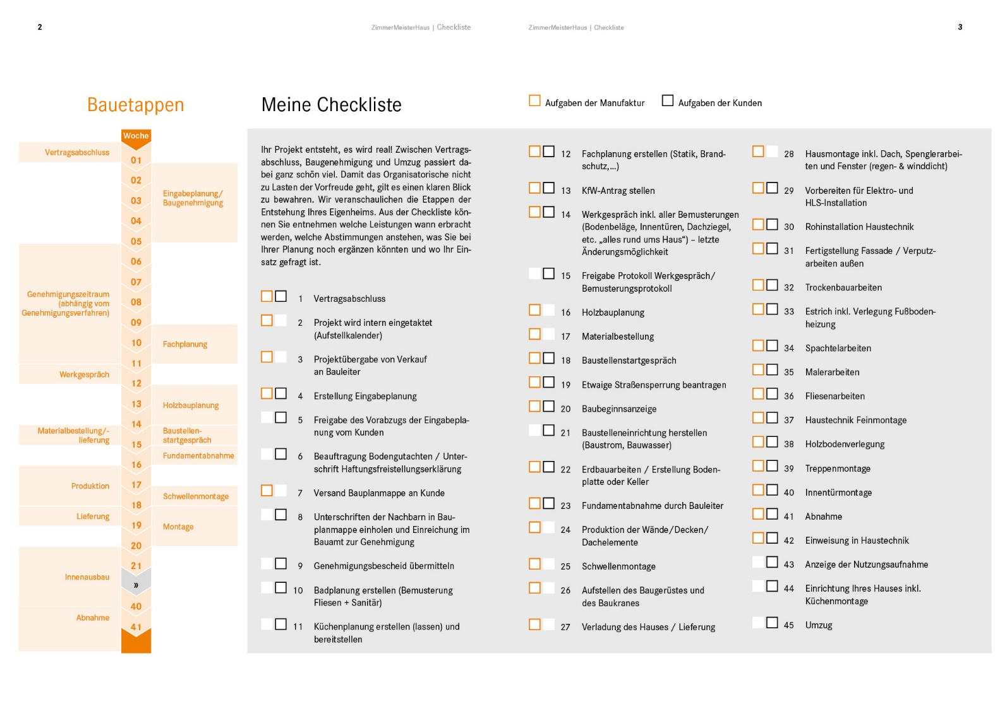 2
ZimmerMeisterHaus | Checkliste
ZimmerMeisterHaus | Checkliste
3
Bauetappen
Woche
Vertragsabschluss
01
02
Eingabeplanung/
Baugenehmigung
03
04
05
06
07
Genehmigungszeitraum
(abhängig vom
Genehmigungsverfahren)
08
09
10
Fachplanung
11
Werkgespräch
12
13
Holzbauplanung
14
Materialbestellung/-
lieferung
Baustellen-
startgespräch
15
Fundamentabnahme
16
17
Produktion
Schwellenmontage
18
Lieferung
19
Montage
20
21
Innenausbau
»
40
Abnahme
41
Meine Checkliste
Ihr Projekt entsteht, es wird real! Zwischen Vertrags-
abschluss, Baugenehmigung und Umzug passiert da-
bei ganz schön viel. Damit das Organisatorische nicht
zu Lasten der Vorfreude geht, gilt es einen klaren Blick
zu bewahren. Wir veranschaulichen die Etappen der
Entstehung Ihres Eigenheims. Aus der Checkliste kön-
nen Sie entnehmen welche Leistungen wann erbracht
werden, welche Abstimmungen anstehen, was Sie bei
Ihrer Planung noch ergänzen könnten und wo Ihr Ein-
satz gefragt ist.
1 Vertragsabschluss
2 Projekt wird intern eingetaktet
(Aufstellkalender)
3 Projektübergabe von Verkauf
an Bauleiter
4 Erstellung Eingabeplanung
5 Freigabe des Vorabzugs der Eingabepla-
nung vom Kunden
6 Beauftragung Bodengutachten / Unter-
schrift Haftungsfreistellungserklärung
7 Versand Bauplanmappe an Kunde
8 Unterschriften der Nachbarn in Bau-
planmappe einholen und Einreichung im
Bauamt zur Genehmigung
9 Genehmigungsbescheid übermitteln
10 Badplanung erstellen (Bemusterung
Fliesen + Sanitär)
11 Küchenplanung erstellen (lassen) und
bereitstellen
Aufgaben der Manufaktur
Aufgaben der Kunden
12 Fachplanung erstellen (Statik, Brand-
schutz,...)
13 KfW-Antrag stellen
14 Werkgespräch inkl. aller Bemusterungen
(Bodenbeläge, Innentüren, Dachziegel,
etc. „alles rund ums Haus“) – letzte
Änderungsmöglichkeit
15 Freigabe Protokoll Werkgespräch/
Bemusterungsprotokoll
16 Holzbauplanung
17 Materialbestellung
18 Baustellenstartgespräch
19 Etwaige Straßensperrung beantragen
20 Baubeginnsanzeige
21 Baustelleneinrichtung herstellen
(Baustrom, Bauwasser)
22 Erdbauarbeiten / Erstellung Boden-
platte oder Keller
23 Fundamentabnahme durch Bauleiter
24 Produktion der Wände/Decken/
Dachelemente
25 Schwellenmontage
26 Aufstellen des Baugerüstes und
des Baukranes
27 Verladung des Hauses / Lieferung
28 Hausmontage inkl. Dach, Spenglerarbei-
ten und Fenster (regen- & winddicht)
29 Vorbereiten für Elektro- und
HLS-Installation
30 Rohinstallation Haustechnik
31 Fertigstellung Fassade / Verputz-
arbeiten außen
32 Trockenbauarbeiten
33 Estrich inkl. Verlegung Fußboden-
heizung
34 Spachtelarbeiten
35 Malerarbeiten
36 Fliesenarbeiten
37 Haustechnik Feinmontage
38 Holzbodenverlegung
39 Treppenmontage
40 Innentürmontage
41 Abnahme
42 Einweisung in Haustechnik
43 Anzeige der Nutzungsaufnahme
44 Einrichtung Ihres Hauses inkl.
Küchenmontage
45 Umzug